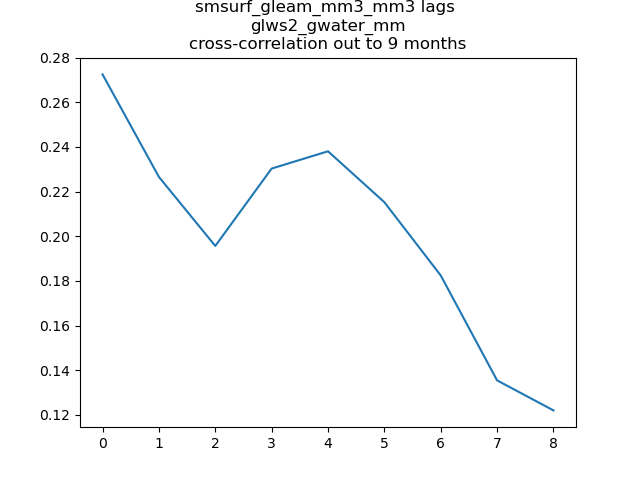 smsurf_gleam_mm3_mm3 lags
glws2_gwater_mm
cross-correlation out to 9 months
0.28
0.26
0.24
0.22
0.20
0.18
0.16
0.14
0.12
0 1 2 3 4 5 6 7 8